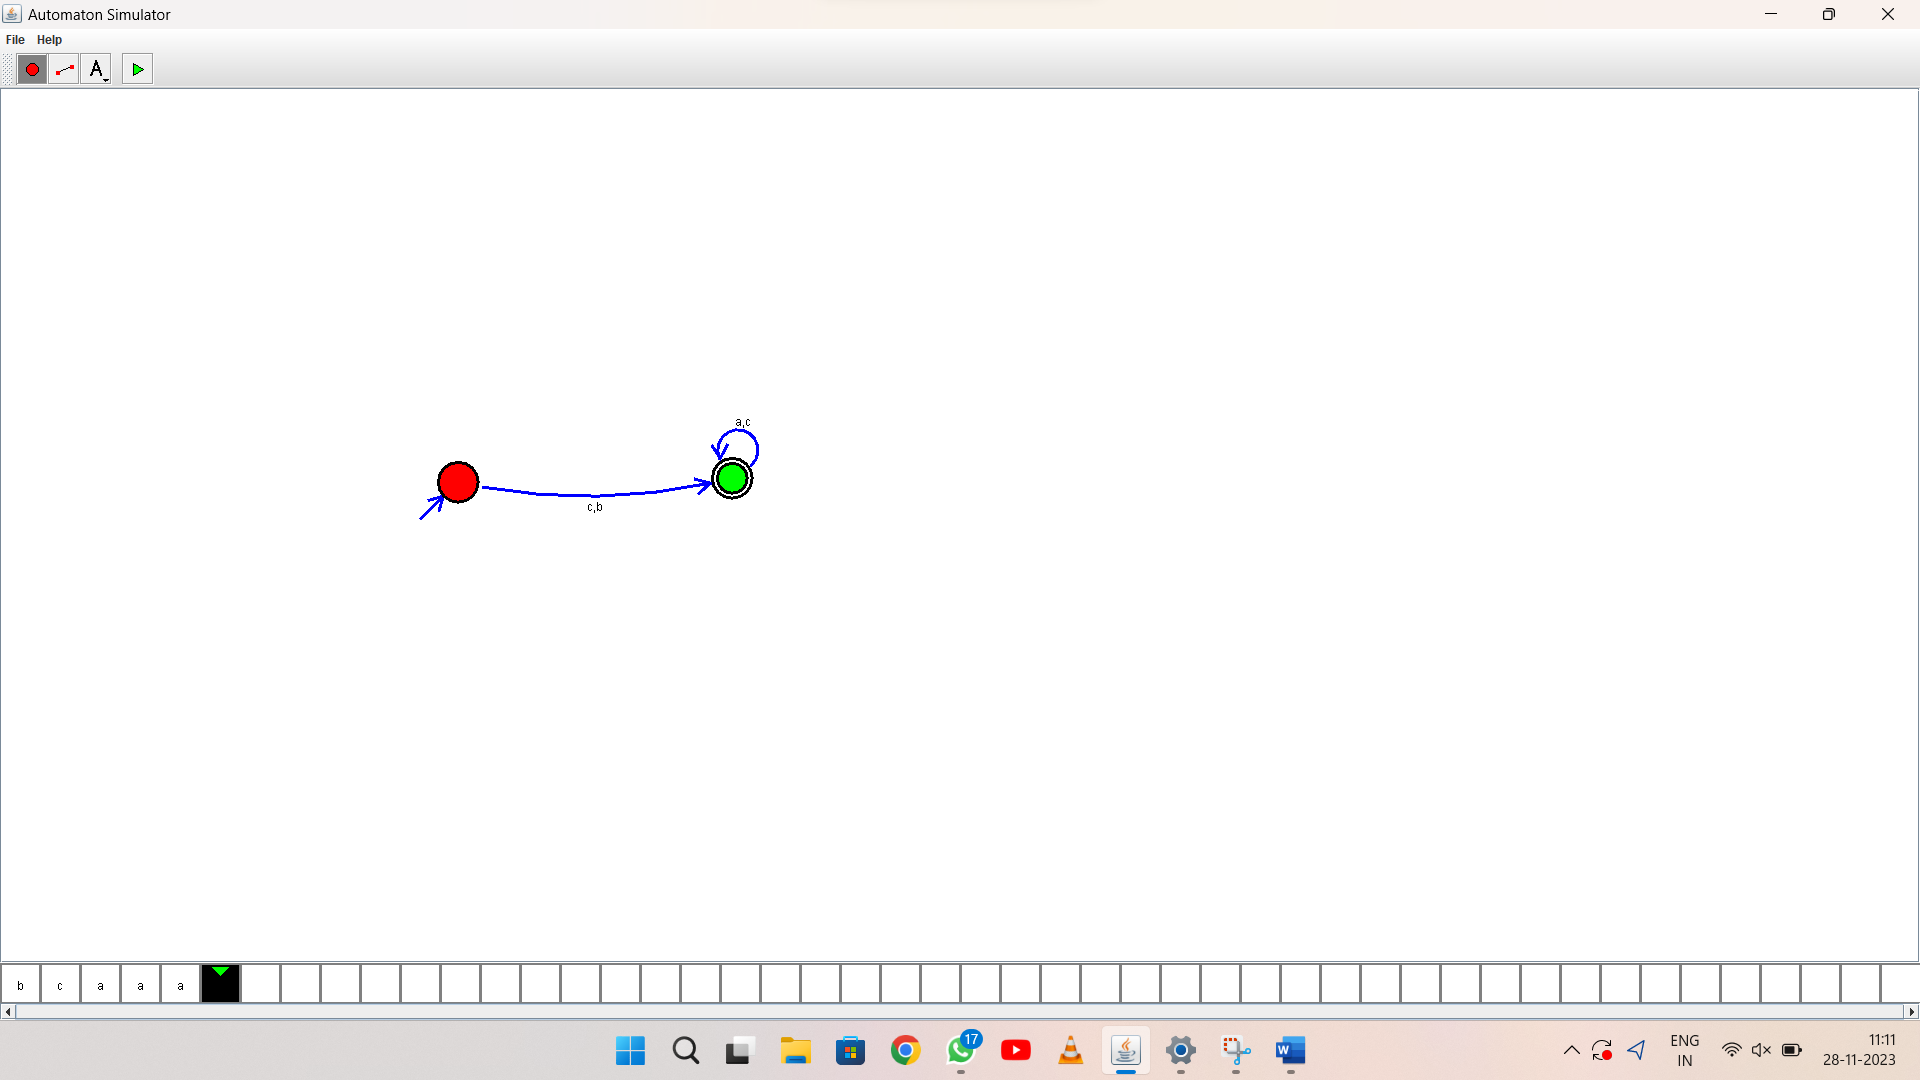 Automaton Simulator
File Help
A
a,c
c,b
b c a a a
17
W
ENG
IN
11:11
28-11-2023